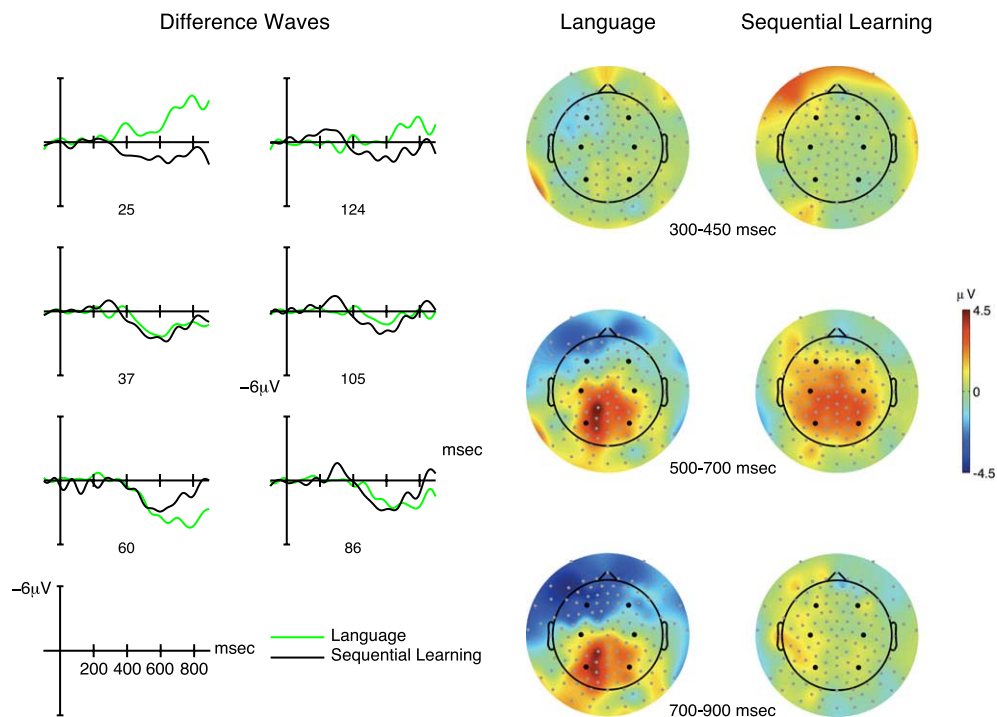 Difference Waves
Language
Sequential Learning
25
124
300-450 msec
37
105
−6μV
μV
4.5
0
-4.5
msec
500-700 msec
60
86
−6μV
msec
200 400 600 800
Language
Sequential Learning
700-900 msec